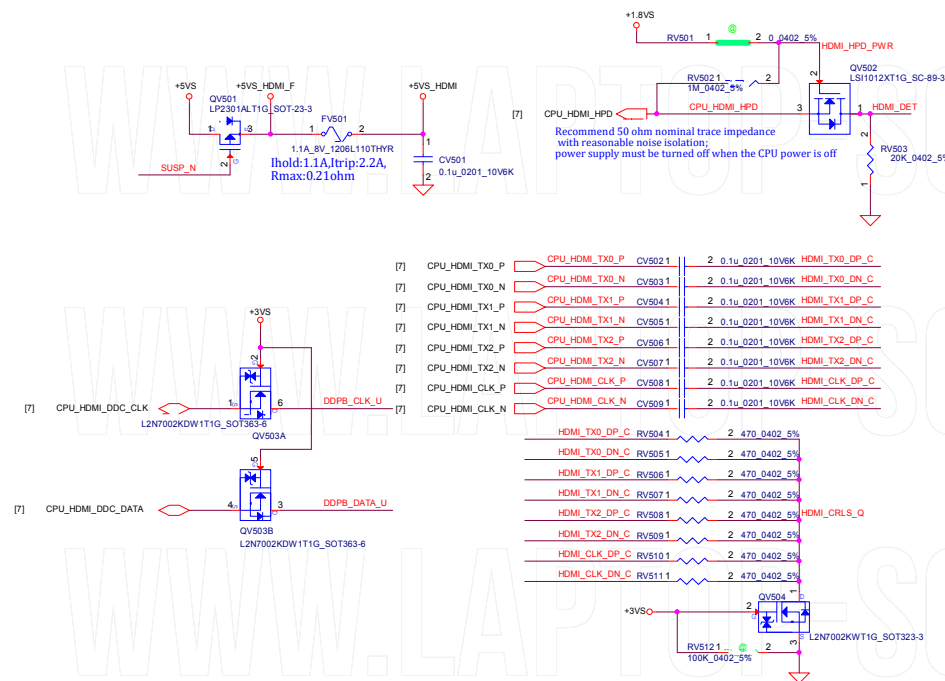 +1.8VS
@
RV501 1 2 0_0402_5%
HDMI_HPD_PWR
QV502
LSI1012XT1G_SC-89-3
RV502 1 2
1M_0402_5%
2
[7] CPU_HDMI_HPD CPU_HDMI_HPD 3 1 HDMI_DET
Recommend 50 ohm nominal trace impedance
with reasonable noise isolation;
power supply must be turned off when the CPU power is off
2
RV503
20K_0402_5%
1
+5VS +5VS_HDMI_F +5VS_HDMI
QV501
LP2301ALT1G_SOT-23-3
FV501
1 3 1 2
1.1A_8V_1206L110THYR
Ihold:1.1A,Itrip:2.2A,
Rmax:0.21ohm
2
SUSP_N
1
CV501
0.1u_0201_10V6K
2
[7] CPU_HDMI_TX0_P CPU_HDMI_TX0_P CV502 1 2 0.1u_0201_10V6K HDMI_TX0_DP_C
[7] CPU_HDMI_TX0_N CPU_HDMI_TX0_N CV503 1 2 0.1u_0201_10V6K HDMI_TX0_DN_C
[7] CPU_HDMI_TX1_P CPU_HDMI_TX1_P CV504 1 2 0.1u_0201_10V6K HDMI_TX1_DP_C
[7] CPU_HDMI_TX1_N CPU_HDMI_TX1_N CV505 1 2 0.1u_0201_10V6K HDMI_TX1_DN_C
[7] CPU_HDMI_TX2_P CPU_HDMI_TX2_P CV506 1 2 0.1u_0201_10V6K HDMI_TX2_DP_C
[7] CPU_HDMI_TX2_N CPU_HDMI_TX2_N CV507 1 2 0.1u_0201_10V6K HDMI_TX2_DN_C
[7] CPU_HDMI_CLK_P CPU_HDMI_CLK_P CV508 1 2 0.1u_0201_10V6K HDMI_CLK_DP_C
[7] CPU_HDMI_CLK_N CPU_HDMI_CLK_N CV509 1 2 0.1u_0201_10V6K HDMI_CLK_DN_C
+3VS
2
[7] CPU_HDMI_DDC_CLK 1 6 DDPB_CLK_U
L2N7002KDW1T1G_SOT363-6
QV503A
5
[7] CPU_HDMI_DDC_DATA 4 3 DDPB_DATA_U
QV503B
L2N7002KDW1T1G_SOT363-6
HDMI_TX0_DP_C RV504 1 2 470_0402_5%
HDMI_TX0_DN_C RV505 1 2 470_0402_5%
HDMI_TX1_DP_C RV506 1 2 470_0402_5%
HDMI_TX1_DN_C RV507 1 2 470_0402_5%
HDMI_TX2_DP_C RV508 1 2 470_0402_5%
HDMI_CRLS_Q
HDMI_TX2_DN_C RV509 1 2 470_0402_5%
HDMI_CLK_DP_C RV510 1 2 470_0402_5%
HDMI_CLK_DN_C RV511 1 2 470_0402_5%
1
QV504
+3VS 2
L2N7002KWT1G_SOT323-3
3
RV512 1 @ 2
100K_0402_5%